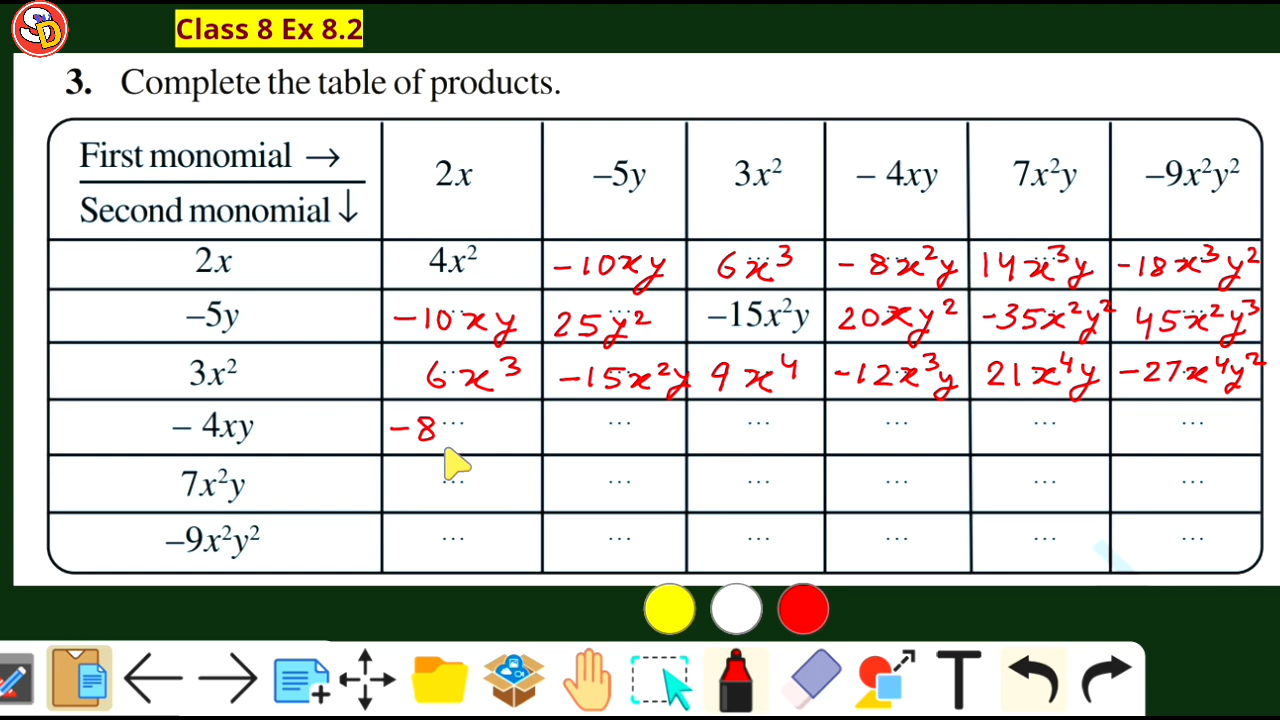 SD
Class 8 Ex 8.2
3. Complete the table of products.
First monomial → 2x –5y 3x² – 4xy 7x²y –9x²y²
Second monomial ↓
2x 4x² -10xy 6x³ -8x²y 14x³y -18x³y²
–5y -10xy 25y² –15x²y 20xy² -35x²y² 45x²y³
3x² 6x³ -15x²y 9x⁴ -12x³y 21x⁴y -27x⁴y²
– 4xy -8 ... ... ... ... ... ...
7x²y ... ... ... ... ... ...
–9x²y² ... ... ... ... ... ...
T